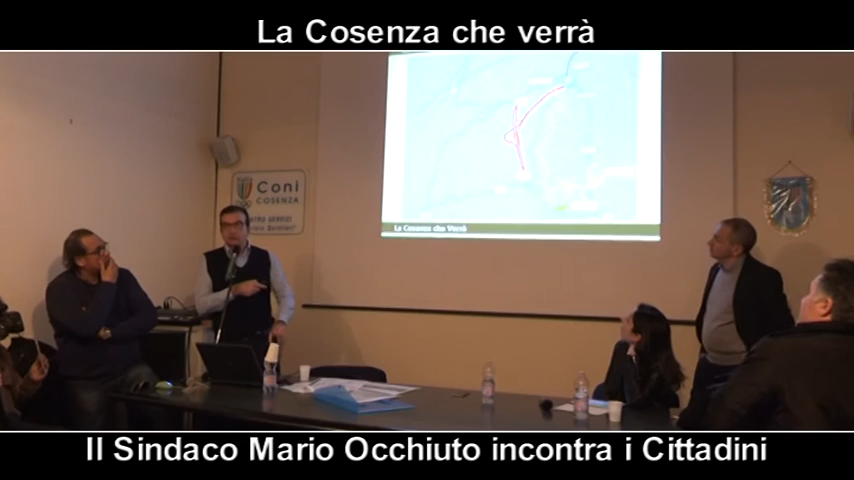 La Cosenza che verrà
Coni
COSENZA
La Cosenza che Verrà
Il Sindaco Mario Occhiuto incontra i Cittadini